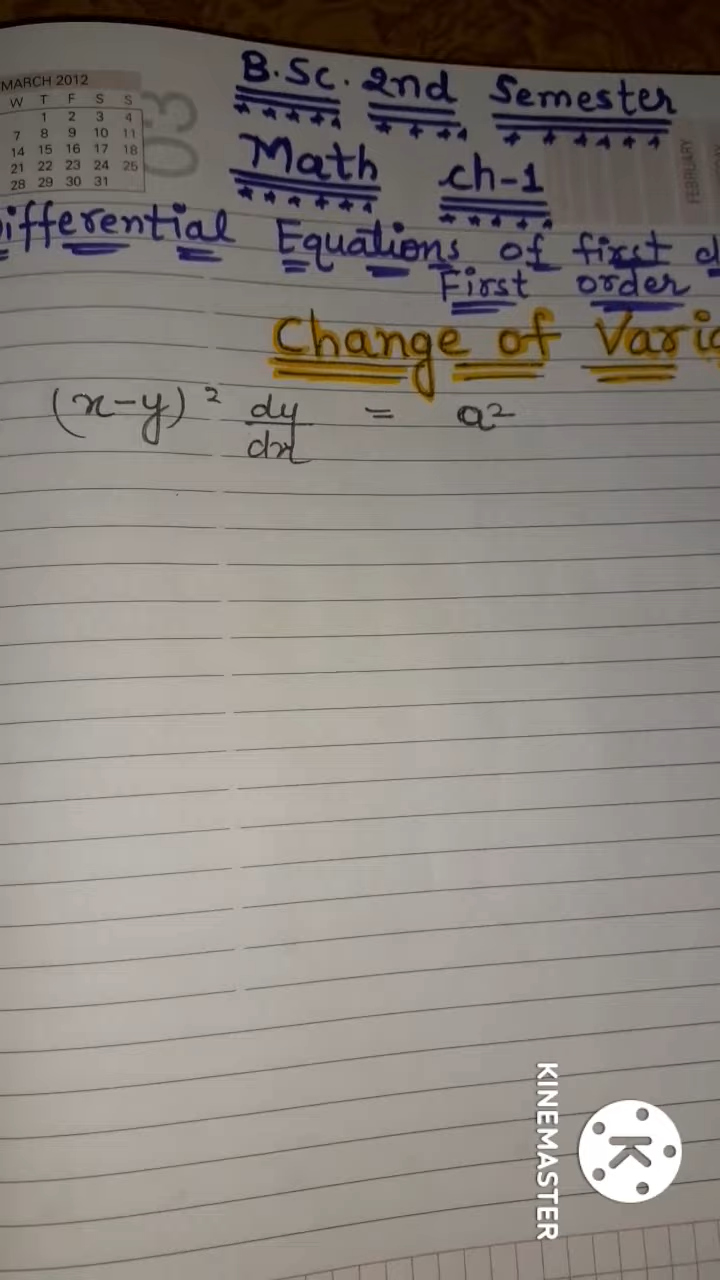 MARCH 2012
W T F S S
1 2 3 4
7 8 9 10 11
14 15 16 17 18
21 22 23 24 25
28 29 30 31
03
FEBRUARY
B.Sc. 2nd Semester
Math ch-1
ifferential Equations of first d
First order
Change of Varia
(x-y)² dy/dx = a²
KINEMASTER
K